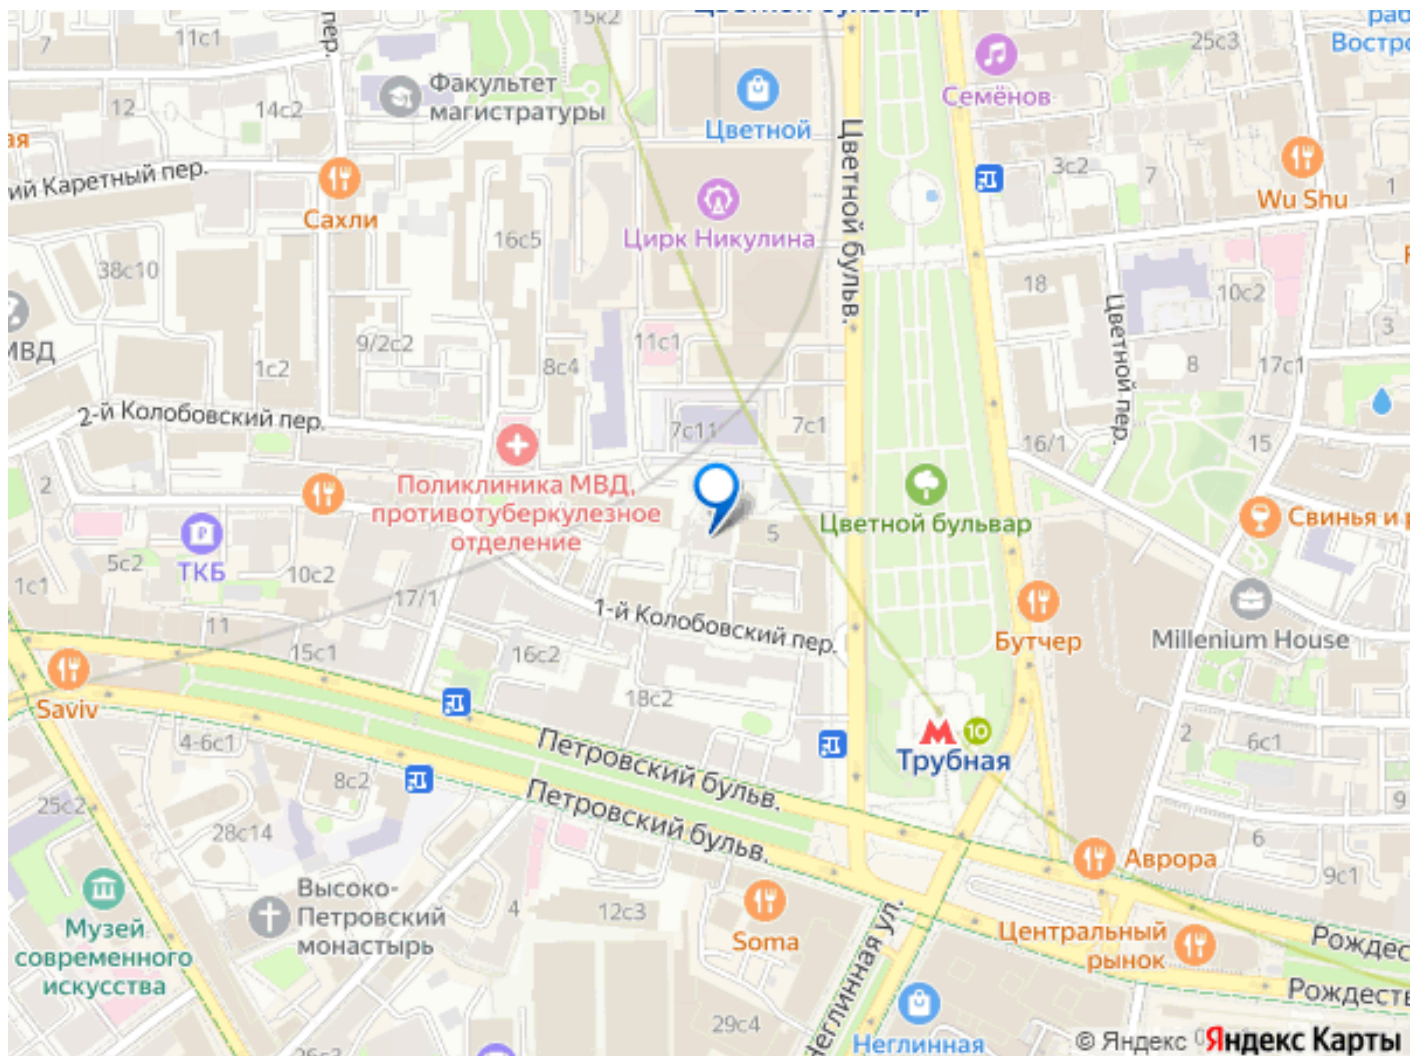 Цветной бульвар
15к2
11с1
7
пер.
25с3
Востро
Факультет
магистратуры
12
14с2
Цветной
Семёнов
ая
ий Каретный пер.
Сахли
Цветной бульв.
3с2
7
1
Wu Shu
16с5
Цирк Никулина
38с10
18
10с2
Цветной пер.
3
МВД
9/2с2
11с1
1с2
8с4
8
17с1
2-й Колобовский пер.
7с11
7с1
16/1
15
2
Поликлиника МВД,
противотуберкулезное
отделение
5
Цветной бульвар
Свинья и р
ТКБ
5с2
10с2
1с1
17/1
1-й Колобовский пер.
Бутчер
Millenium House
11
15с1
16с2
18с2
Saviv
4-6с1
Петровский бульв.
10
Трубная
2
6с1
8с2
Петровский бульв.
25с2
28с14
9
6
Аврора
9с1
Музей
современного
искусства
Высоко-
Петровский
монастырь
4
12с3
Soma
Неглинная ул.
Центральный
рынок
Рождес
Рождеств
29с4
26с3
Неглинная
© Яндекс
Яндекс Карты